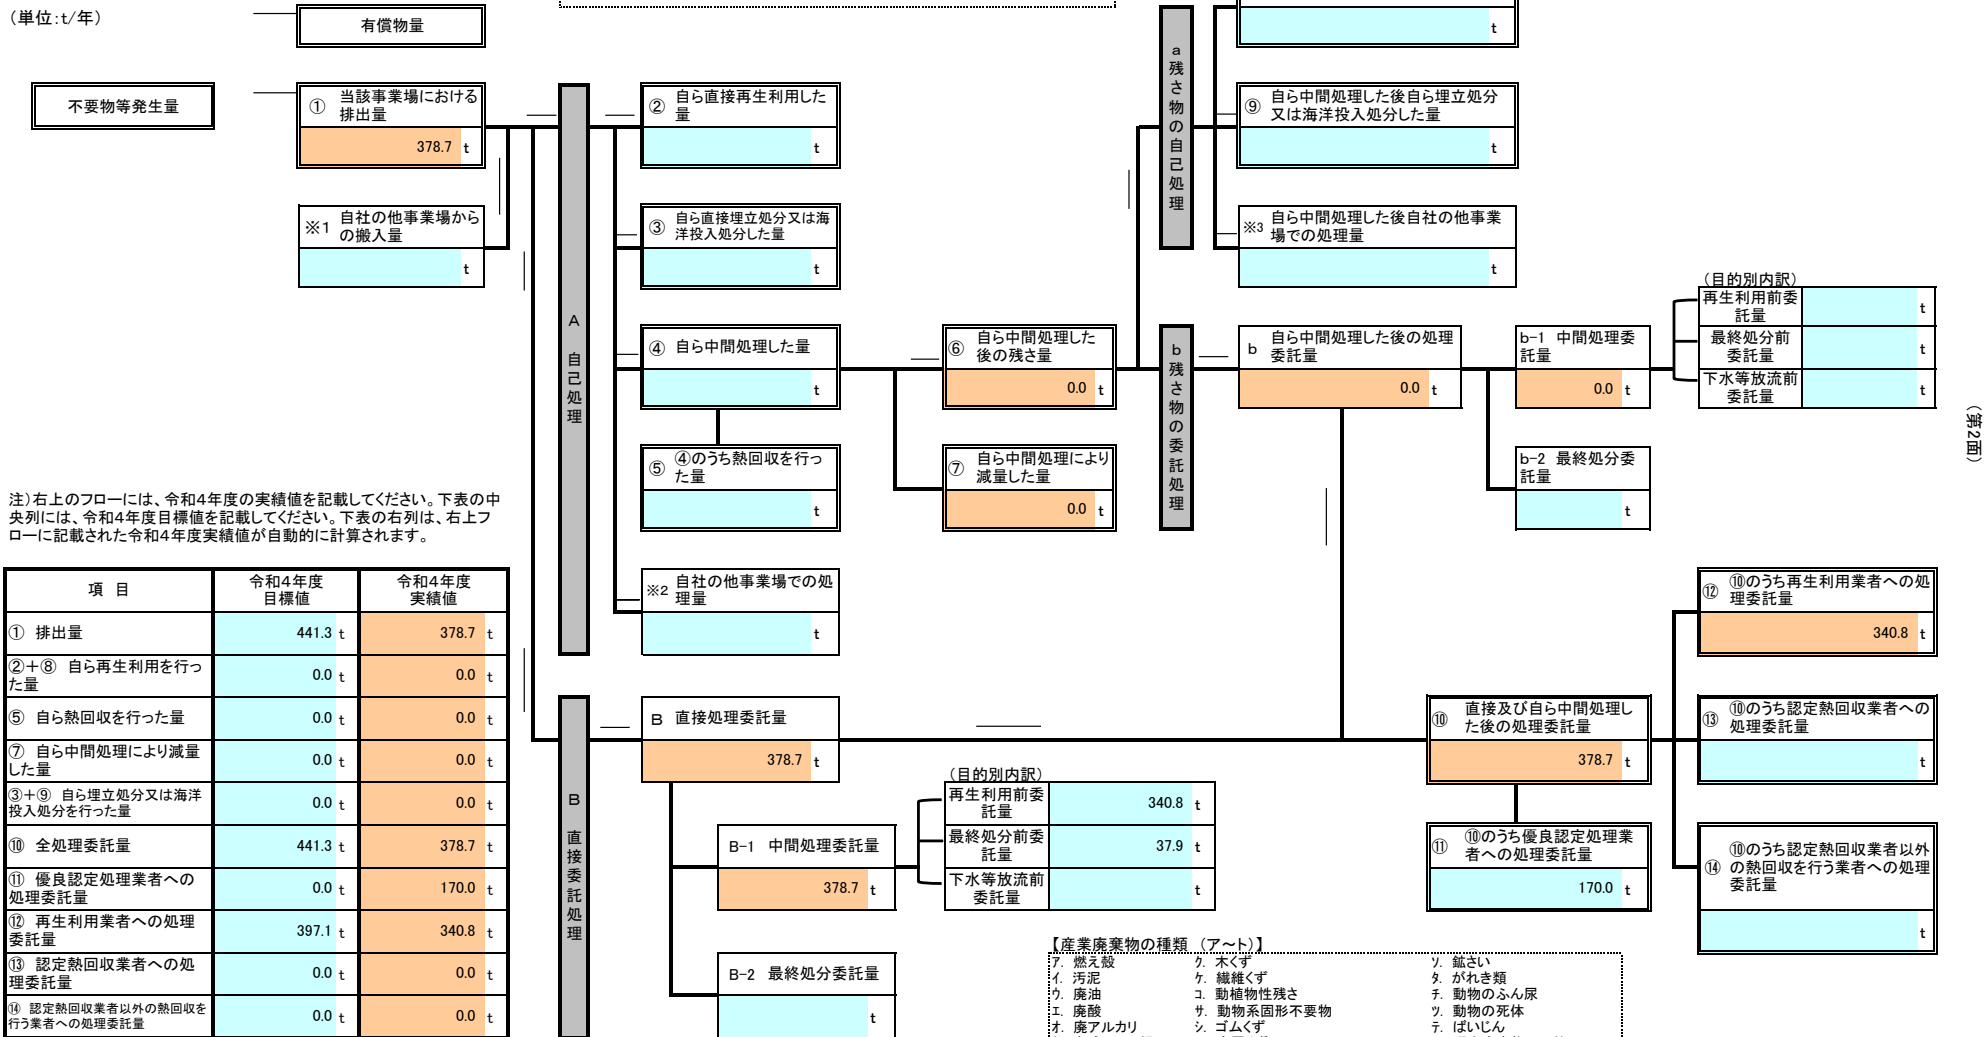 （単位:t/年）
有償物量
t
不要物等発生量
① 当該事業場における
排出量
378.7 t
※1 自社の他事業場から
の搬入量
t
A 自己処理
② 自ら直接再生利用した
量
t
③ 自ら直接埋立処分又は海
洋投入処分した量
t
④ 自ら中間処理した量
t
⑤ ④のうち熱回収を行っ
た量
t
※2 自社の他事業場での処
理量
t
⑥ 自ら中間処理した
後の残さ量
0.0 t
⑦ 自ら中間処理により
減量した量
0.0 t
a 残さ物の自己処理
⑨ 自ら中間処理した後自ら埋立処分
又は海洋投入処分した量
t
※3 自ら中間処理した後自社の他事業
場での処理量
t
b 残さ物の委託処理
b 自ら中間処理した後の処理
委託量
0.0 t
b-1 中間処理委
託量
0.0 t
b-2 最終処分委
託量
t
（目的別内訳）
再生利用前委
託量
t
最終処分前
委託量
t
下水等放流前
委託量
t
（第2面）
注）右上のフローには、令和４年度の実績値を記載してください。下表の中
央列には、令和４年度目標値を記載してください。下表の右列は、右上フ
ローに記載された令和４年度実績値が自動的に計算されます。
項 目 令和４年度
目標値 令和４年度
実績値
① 排出量 441.3 t 378.7 t
②＋⑧ 自ら再生利用を行っ
た量 0.0 t 0.0 t
⑤ 自ら熱回収を行った量 0.0 t 0.0 t
⑦ 自ら中間処理により減量
した量 0.0 t 0.0 t
③＋⑨ 自ら埋立処分又は海洋
投入処分を行った量 0.0 t 0.0 t
⑩ 全処理委託量 441.3 t 378.7 t
⑪ 優良認定処理業者への
処理委託量 0.0 t 170.0 t
⑫ 再生利用業者への処理
委託量 397.1 t 340.8 t
⑬ 認定熱回収業者への処
理委託量 0.0 t 0.0 t
⑭ 認定熱回収業者以外の熱回収を
行う業者への処理委託量 0.0 t 0.0 t
B 直接委託処理
B 直接処理委託量
378.7 t
B-1 中間処理委託量
378.7 t
B-2 最終処分委託量
t
（目的別内訳）
再生利用前委
託量
340.8 t
最終処分前委
託量
37.9 t
下水等放流前
委託量
t
⑩ 直接及び自ら中間処理し
た後の処理委託量
378.7 t
⑪ ⑩のうち優良認定処理業
者への処理委託量
170.0 t
⑫ ⑩のうち再生利用業者への処
理委託量
340.8 t
⑬ ⑩のうち認定熱回収業者への
処理委託量
t
⑭ ⑩のうち認定熱回収業者以外
の熱回収を行う業者への処理
委託量
t
【産業廃棄物の種類 （ア～ト）】
ア. 燃え殻 ク. 木くず ソ. 鉱さい
イ. 汚泥 ケ. 繊維くず タ. がれき類
ウ. 廃油 コ. 動植物性残さ チ. 動物のふん尿
エ. 廃酸 サ. 動物系固形不要物 ツ. 動物の死体
オ. 廃アルカリ シ. ゴムくず テ. ばいじん